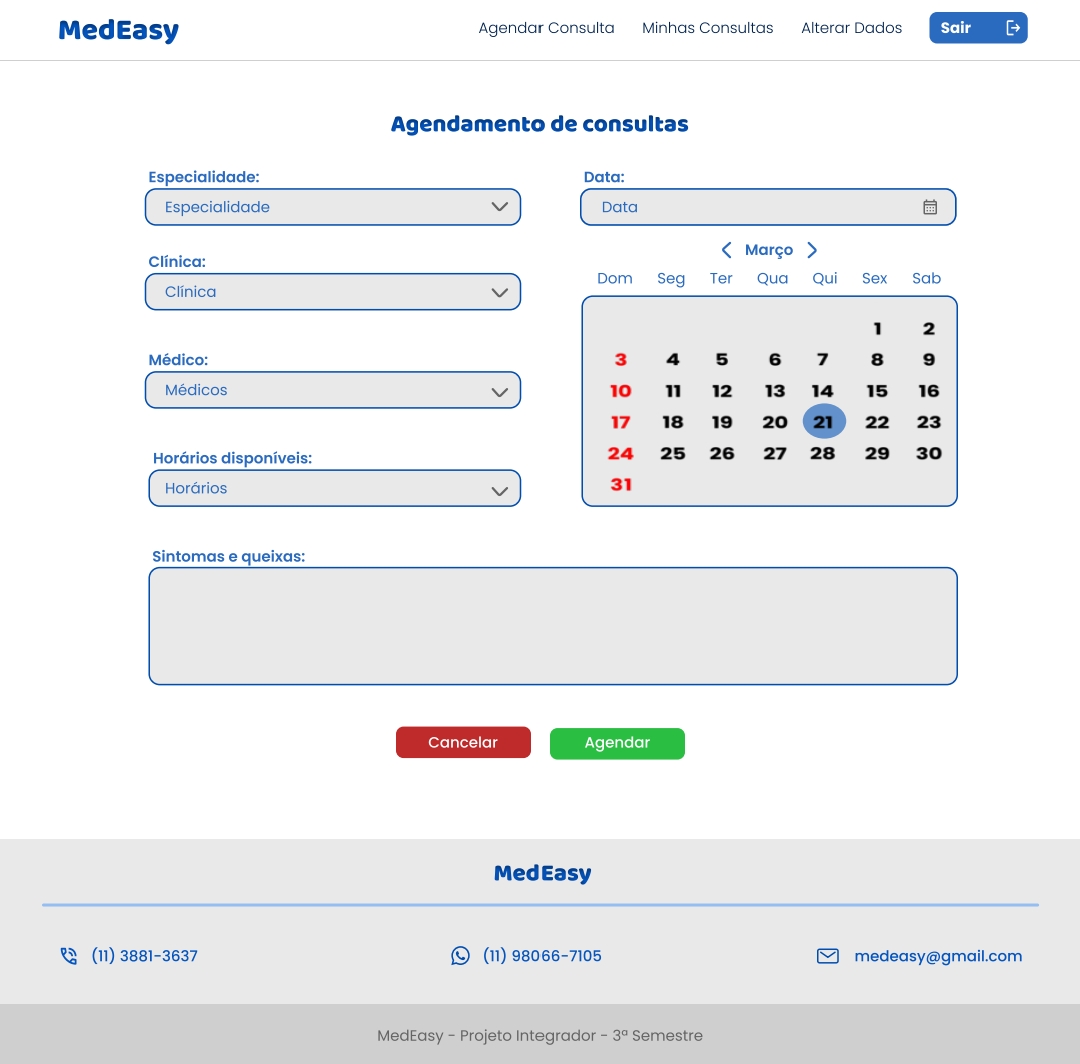 MedEasy
Agendar Consulta Minhas Consultas Alterar Dados Sair
Agendamento de consultas
Especialidade:
Especialidade
Clínica:
Clínica
Médico:
Médicos
Horários disponíveis:
Horários
Data:
Data
Março
Dom Seg Ter Qua Qui Sex Sab
1 2
3 4 5 6 7 8 9
10 11 12 13 14 15 16
17 18 19 20 21 22 23
24 25 26 27 28 29 30
31
Sintomas e queixas:
Cancelar Agendar
MedEasy
(11) 3881-3637 (11) 98066-7105 medeasy@gmail.com
MedEasy - Projeto Integrador - 3º Semestre